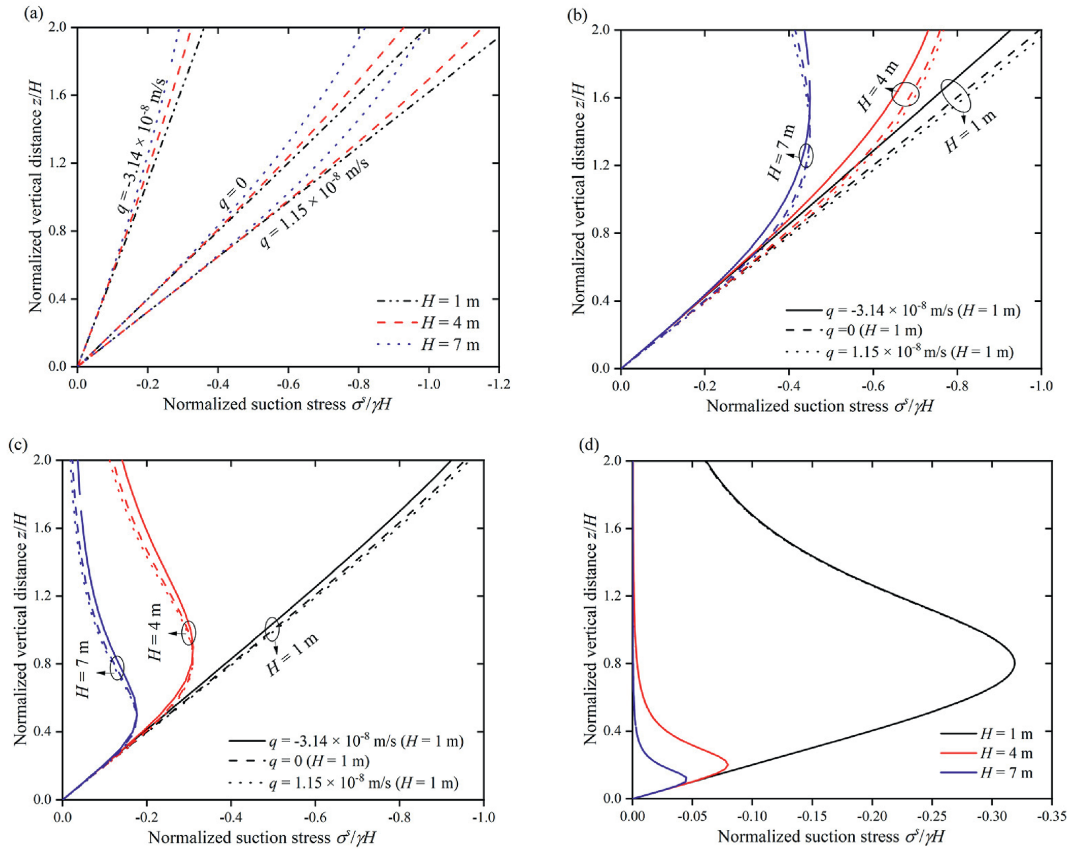 (a)
2.0
1.6
1.2
0.8
0.4
0.0
Normalized vertical distance z/H
q = -3.14 × 10⁻⁸ m/s
q = 0
q = 1.15 × 10⁻⁸ m/s
H = 1 m
H = 4 m
H = 7 m
0.0 -0.2 -0.4 -0.6 -0.8 -1.0 -1.2
Normalized suction stress σˢ/γH
(b)
2.0
1.6
1.2
0.8
0.4
0.0
Normalized vertical distance z/H
H = 7 m
H = 4 m
H = 1 m
q = -3.14 × 10⁻⁸ m/s (H = 1 m)
q =0 (H = 1 m)
q = 1.15 × 10⁻⁸ m/s (H = 1 m)
0.0 -0.2 -0.4 -0.6 -0.8 -1.0
Normalized suction stress σˢ/γH
(c)
2.0
1.6
1.2
0.8
0.4
0.0
Normalized vertical distance z/H
H = 7 m
H = 4 m
H = 1 m
q = -3.14 × 10⁻⁸ m/s (H = 1 m)
q = 0 (H = 1 m)
q = 1.15 × 10⁻⁸ m/s (H = 1 m)
0.0 -0.2 -0.4 -0.6 -0.8 -1.0
Normalized suction stress σˢ/γH
(d)
2.0
1.6
1.2
0.8
0.4
0.0
Normalized vertical distance z/H
H = 1 m
H = 4 m
H = 7 m
0.00 -0.05 -0.10 -0.15 -0.20 -0.25 -0.30 -0.35
Normalized suction stress σˢ/γH